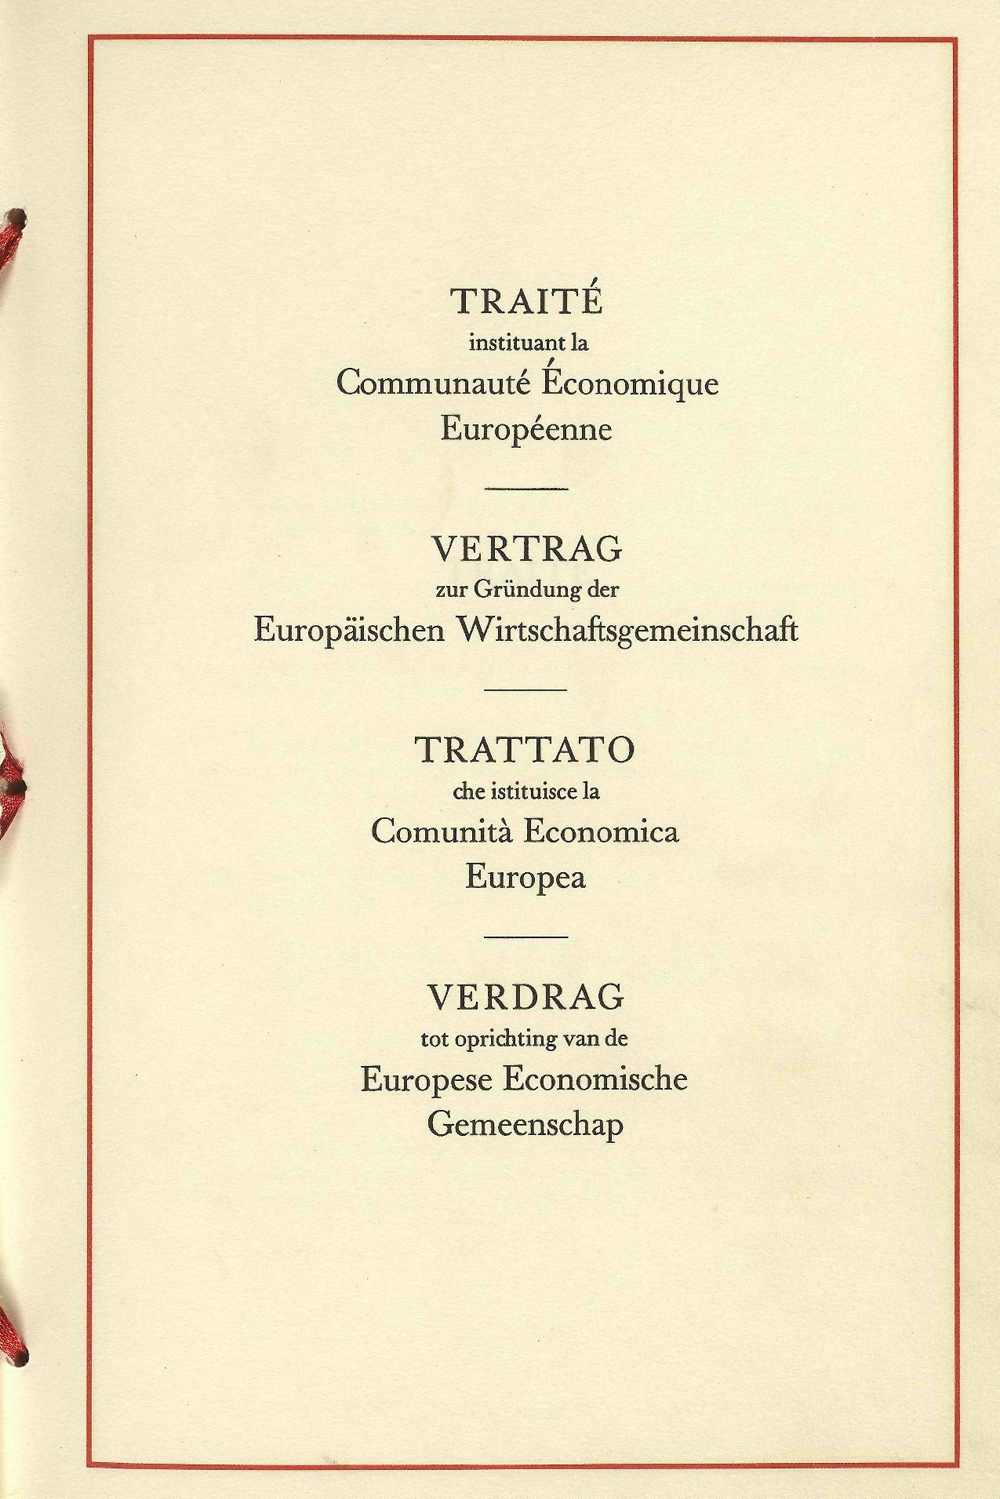 TRAITÉ
instituant la
Communauté Économique
Européenne
VERTRAG
zur Gründung der
Europäischen Wirtschaftsgemeinschaft
TRATTATO
che istituisce la
Comunità Economica
Europea
VERDRAG
tot oprichting van de
Europese Economische
Gemeenschap